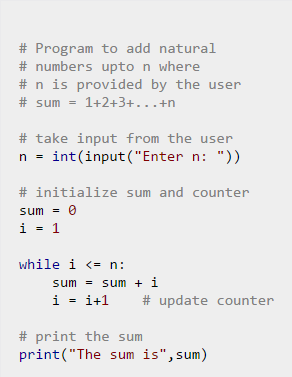 # Program to add natural
# numbers upto n where
# n is provided by the user
# sum = 1+2+3+...+n

# take input from the user
n = int(input("Enter n: "))

# initialize sum and counter
sum = 0
i = 1

while i <= n:
    sum = sum + i
    i = i+1    # update counter

# print the sum
print("The sum is",sum)